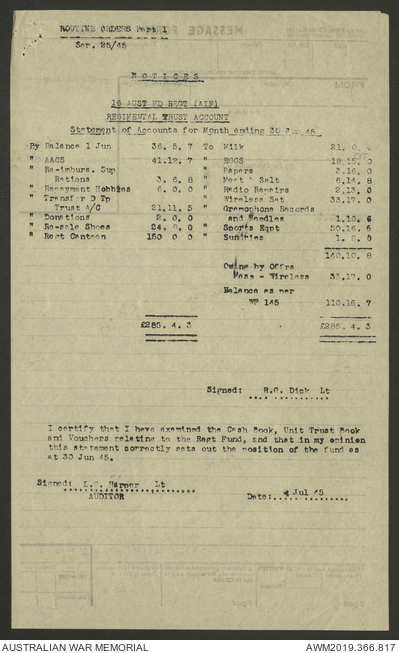 ROUTINE ORDERS Part 1
Ser. 25/45
NOTICES
16 AUST FD REGT (AIF)
REGIMENTAL TRUST ACCOUNT
Statement of Accounts for Month ending 30 Jun 45
By Balance 1 Jun 36. 5. 7 To Milk 21. 0. 0
" AACS 41.12. 7 " EGGS 18.15. 0
" Re-imburs. Sup " Papers 3.16. 0
Rations 3. 6. 8 " Meat Salt 6.14. 8
" Repayment Hobbies 6. 0. 0 " Radio Repairs 2.13. 0
" Transfer D Tp " Wireless Set 33.17. 0
Trust A/C 21.11. 5 " Gramophone Records
" Donations 2. 0. 0 and Needles 1.10. 6
" Re-sale Shoes 24. 8. 0 " Sports Eqpt 50.16. 6
" Regt Canteen 150 0 0 " Sundries 1. 8. 0
140.10. 8
Owing by Offrs
Mess - Wireless 33.17. 0
Balance as per
WP 145 110.16. 7
£285. 4. 3 £285. 4. 3
Signed: R.G. Dick Lt
I certify that I have examined the Cash Book, Unit Trust Book
and Vouchers relating to the Regt Fund, and that in my opinion
this statement correctly sets out the position of the fund as
at 30 Jun 45.
Signed: L.C. Warner Lt
AUDITOR Date: Jul 45
MESSAGE FORM
FROM
AUSTRALIAN WAR MEMORIAL AWM2019.366.817